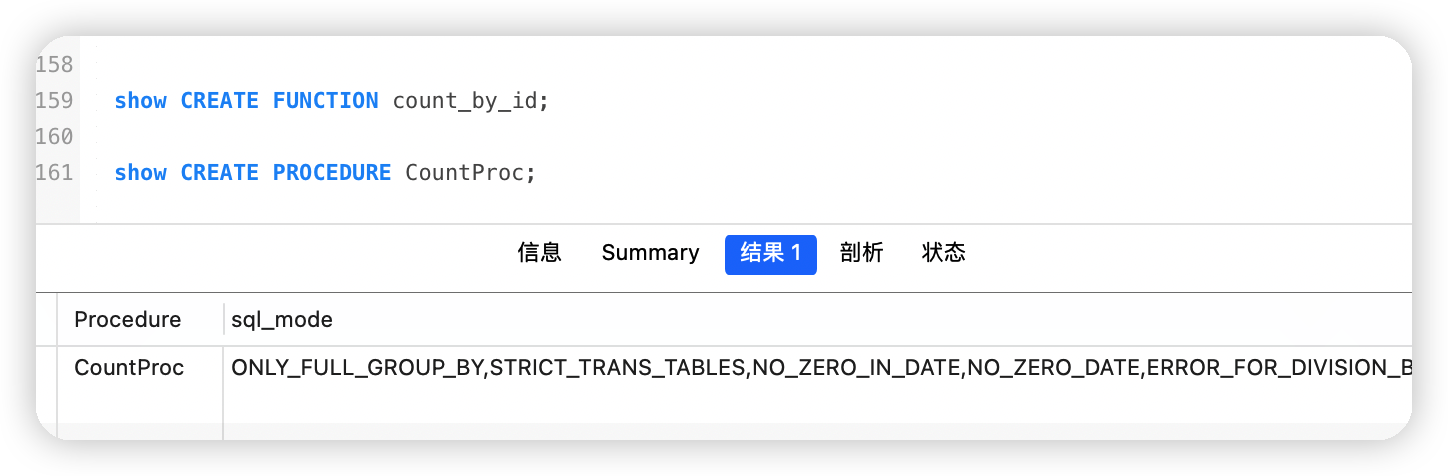 158
159 show CREATE FUNCTION count_by_id;
160
161 show CREATE PROCEDURE CountProc;
信息 Summary 结果 1 剖析 状态
Procedure sql_mode
CountProc ONLY_FULL_GROUP_BY,STRICT_TRANS_TABLES,NO_ZERO_IN_DATE,NO_ZERO_DATE,ERROR_FOR_DIVISION_B